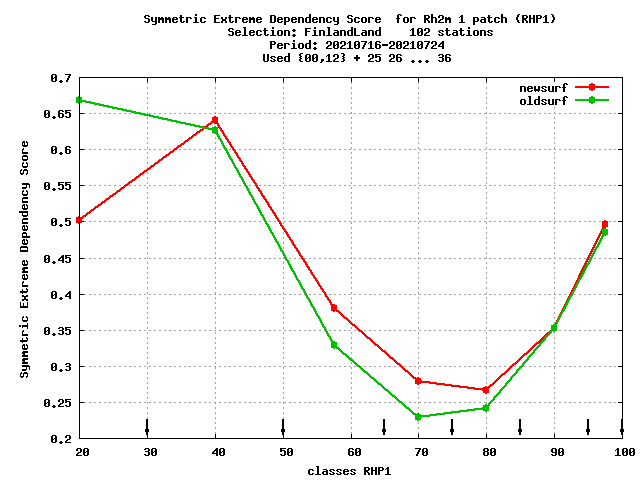 Symmetric Extreme Dependency Score  for Rh2m 1 patch (RHP1)
Selection: FinlandLand    102 stations
Period: 20210716-20210724
Used {00,12} + 25 26 ... 36
newsurf
oldsurf
0.7
0.65
0.6
0.55
0.5
0.45
0.4
0.35
0.3
0.25
0.2
Symmetric Extreme Dependency Score
20 30 40 50 60 70 80 90 100
classes RHP1